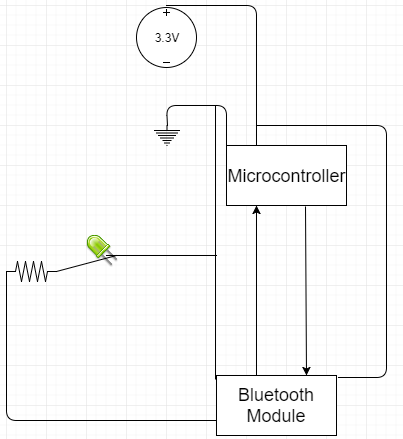 +
3.3V
−
Microcontroller
Bluetooth
Module